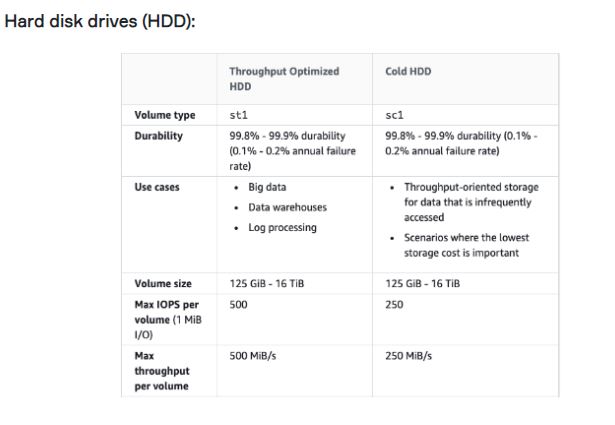 Hard disk drives (HDD):
Throughput Optimized
HDD
Cold HDD
Volume type
st1
sc1
Durability
99.8% - 99.9% durability
(0.1% - 0.2% annual failure
rate)
99.8% - 99.9% durability (0.1% -
0.2% annual failure rate)
Use cases
• Big data
• Data warehouses
• Log processing
• Throughput-oriented storage
for data that is infrequently
accessed
• Scenarios where the lowest
storage cost is important
Volume size
125 GiB - 16 TiB
125 GiB - 16 TiB
Max IOPS per
volume (1 MiB
I/O)
500
250
Max
throughput
per volume
500 MiB/s
250 MiB/s